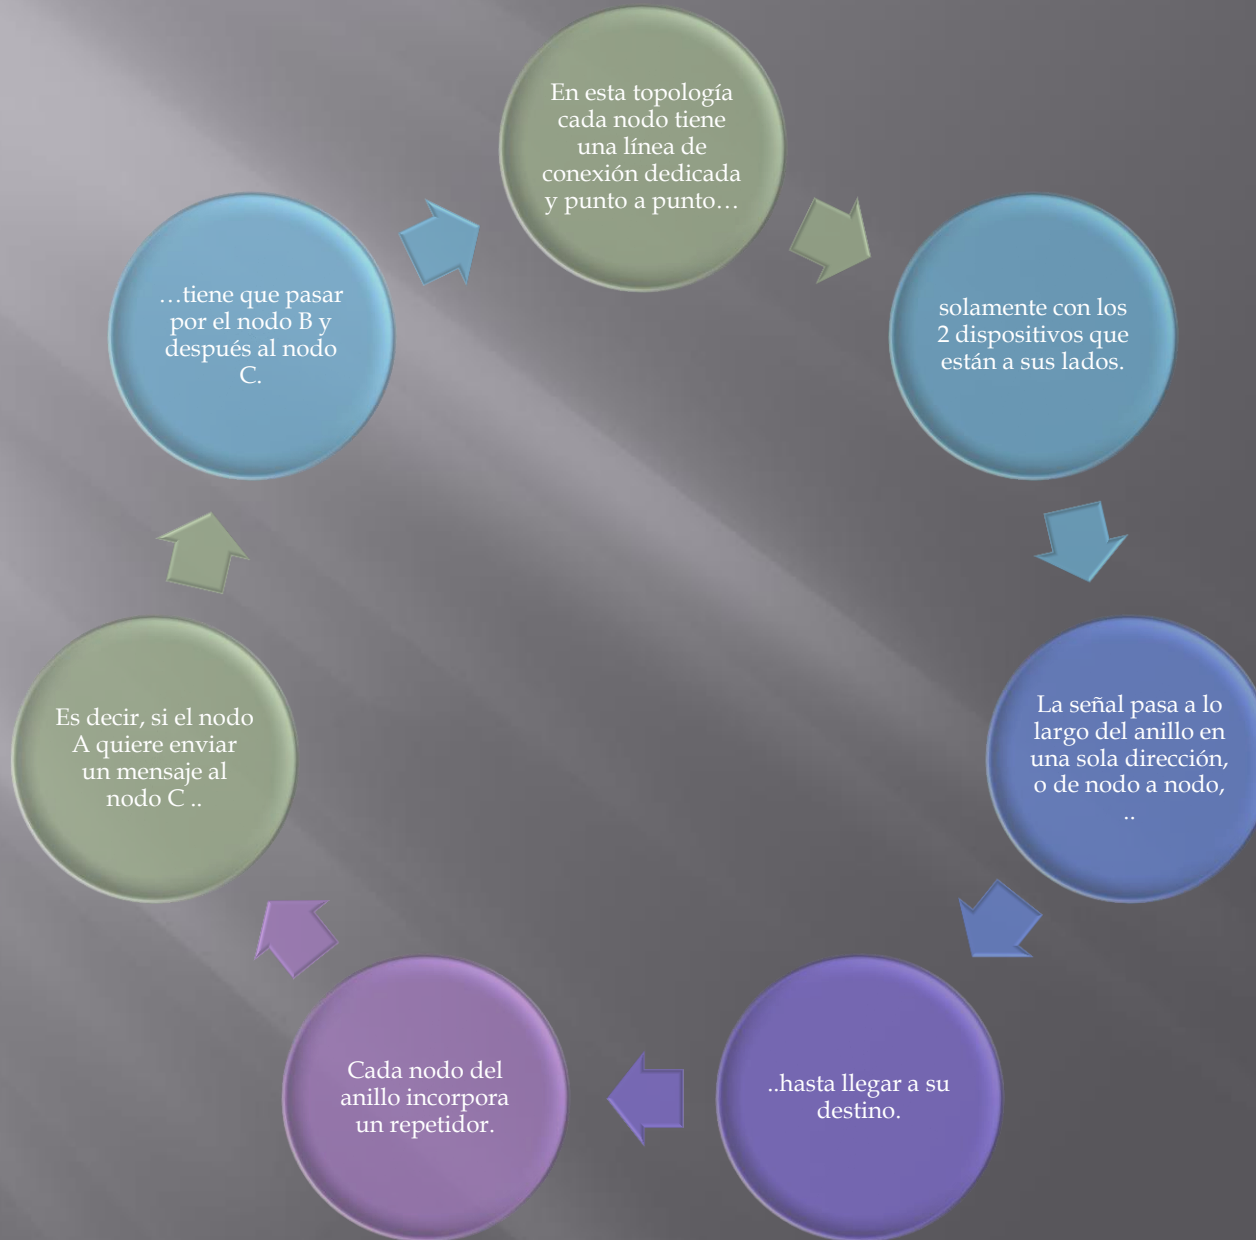 En esta topología
cada nodo tiene
una línea de
conexión dedicada
y punto a punto…
solamente con los
2 dispositivos que
están a sus lados.
La señal pasa a lo
largo del anillo en
una sola dirección,
o de nodo a nodo,
..
..hasta llegar a su
destino.
Cada nodo del
anillo incorpora
un repetidor.
Es decir, si el nodo
A quiere enviar
un mensaje al
nodo C ..
…tiene que pasar
por el nodo B y
después al nodo
C.